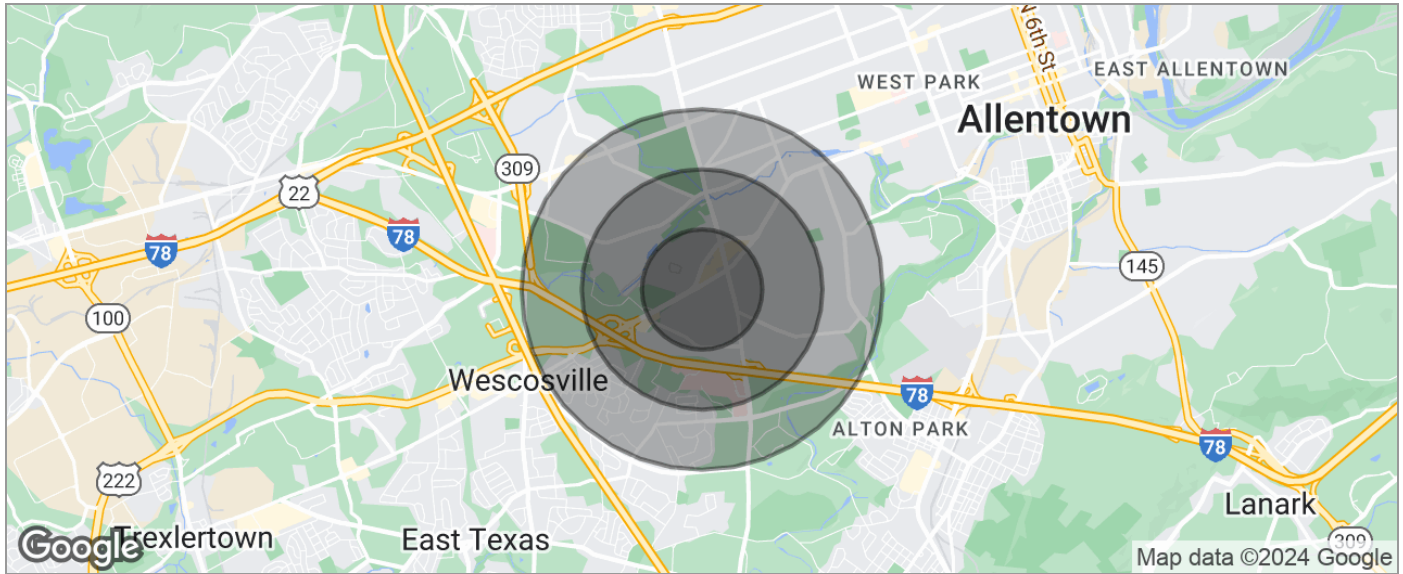 N 6th St
WEST PARK
EAST ALLENTOWN
Allentown
309
22
78
78
145
100
Wescosville
78
ALTON PARK
78
222
Lanark
Trexlertown
East Texas
309
Google
Map data ©2024 Google